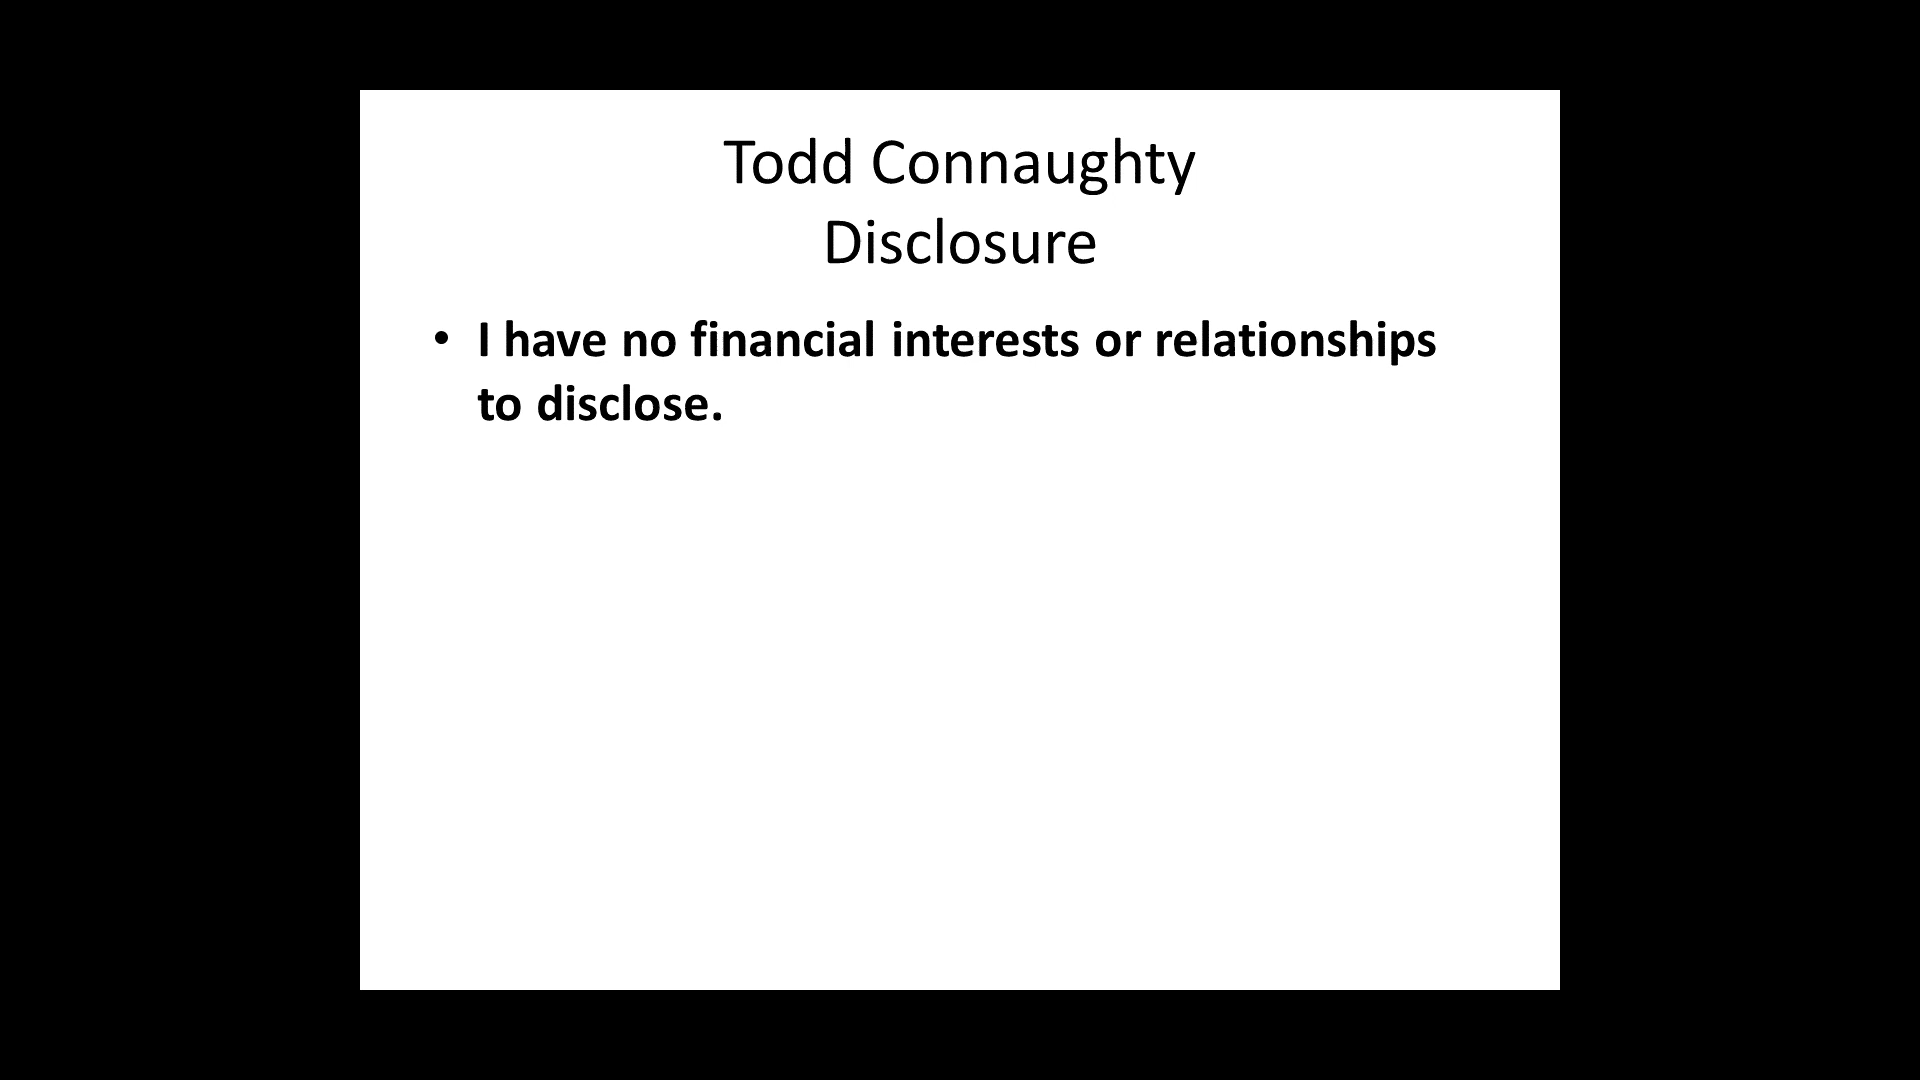 Todd Connaughty
Disclosure
• I have no financial interests or relationships
to disclose.